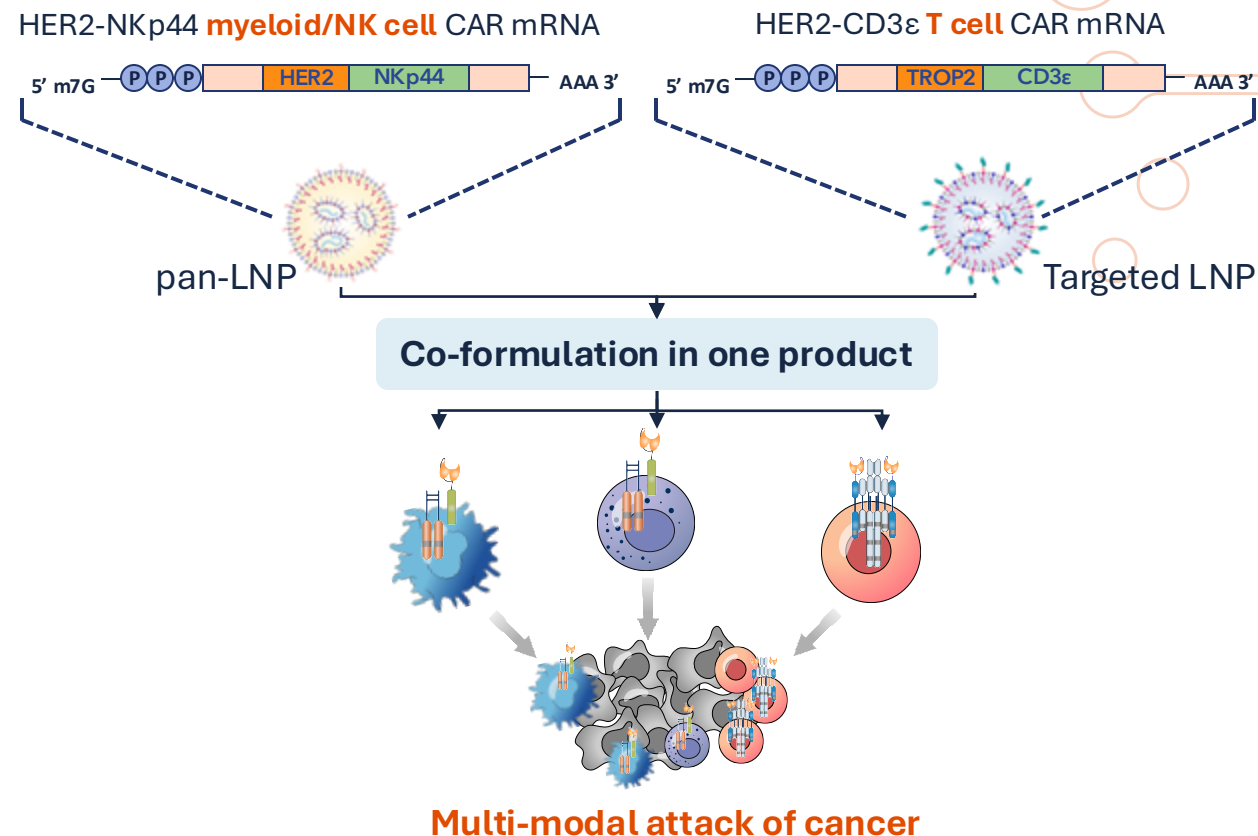 HER2-NKp44 myeloid/NK cell CAR mRNA
HER2-CD3ε T cell CAR mRNA
5’ m7G P P P HER2 NKp44 AAA 3’
5’ m7G P P P TROP2 CD3ε AAA 3’
pan-LNP
Targeted LNP
Co-formulation in one product
Multi-modal attack of cancer